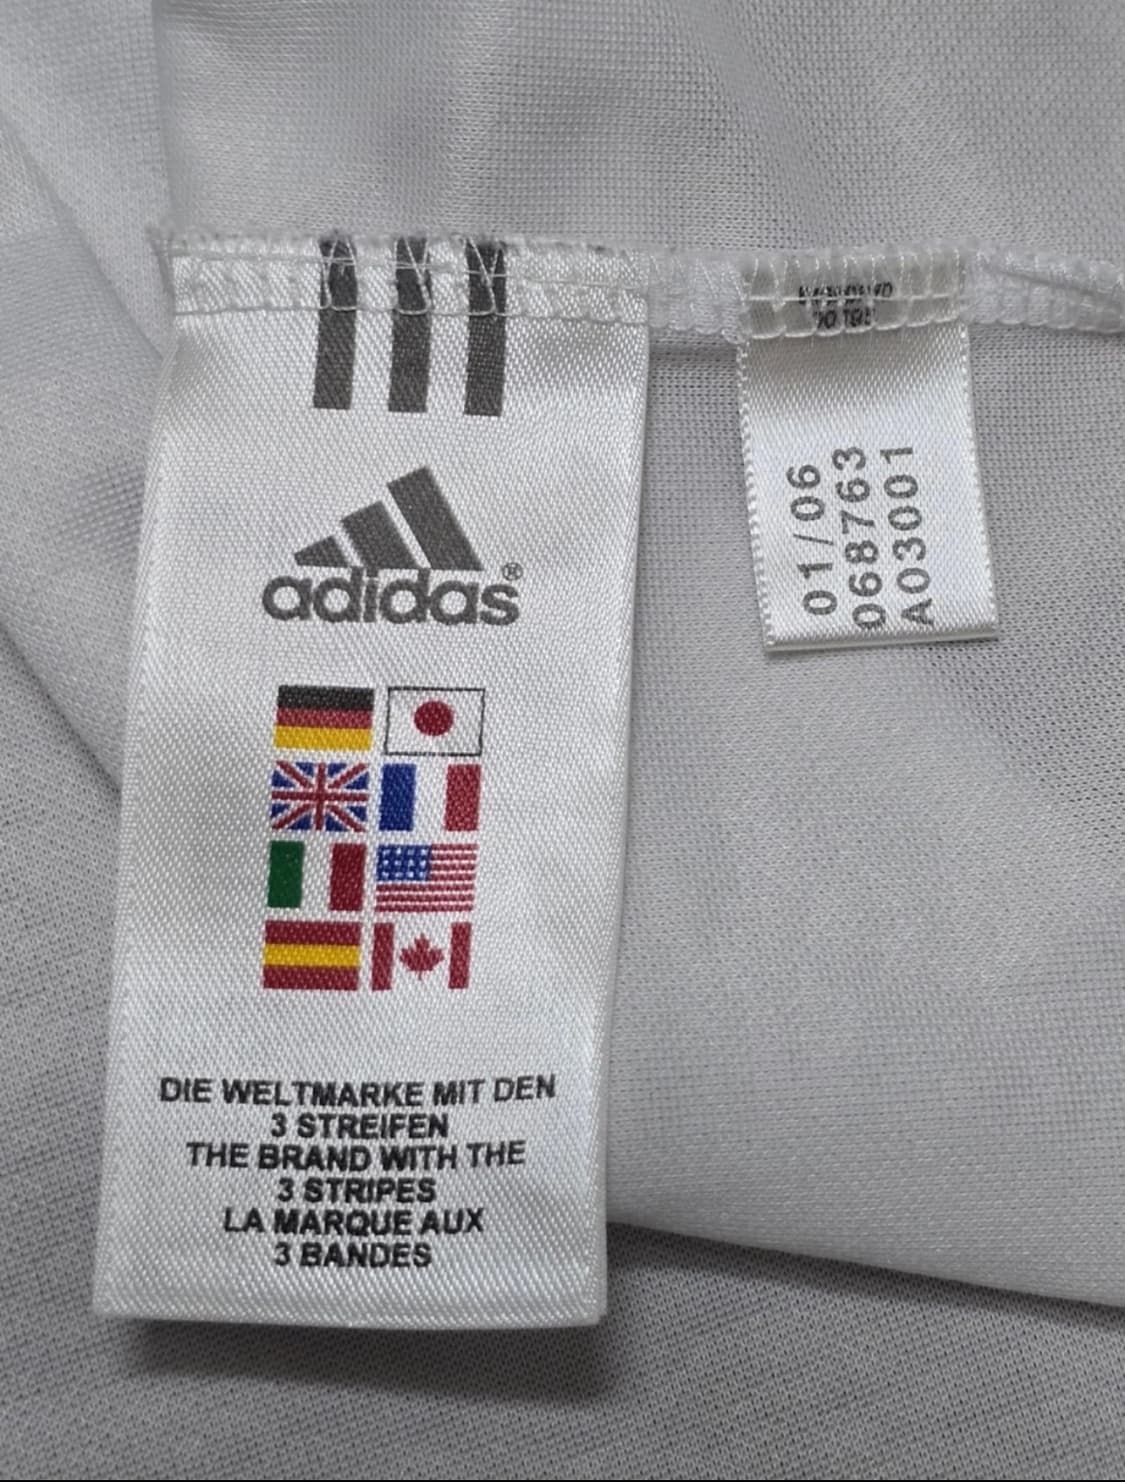 adidas®
DIE WELTMARKE MIT DEN
3 STREIFEN
THE BRAND WITH THE
3 STRIPES
LA MARQUE AUX
3 BANDES
01/06
068763
A03001